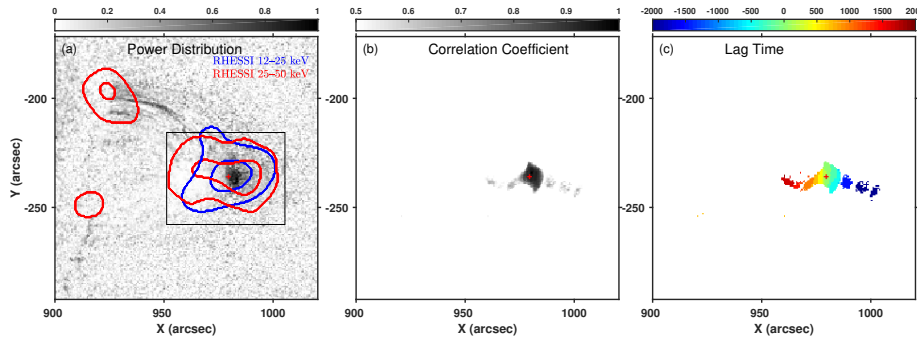 0 0.2 0.4 0.6 0.8 1
0.5 0.6 0.7 0.8 0.9 1
-2000 -1500 -1000 -500 0 500 1000 1500 2000
(a) Power Distribution
RHESSI 12–25 keV
RHESSI 25–50 keV
(b) Correlation Coefficient
(c) Lag Time
-200
-250
Y (arcsec)
-200
-250
-200
-250
900 950 1000
X (arcsec)
900 950 1000
X (arcsec)
900 950 1000
X (arcsec)